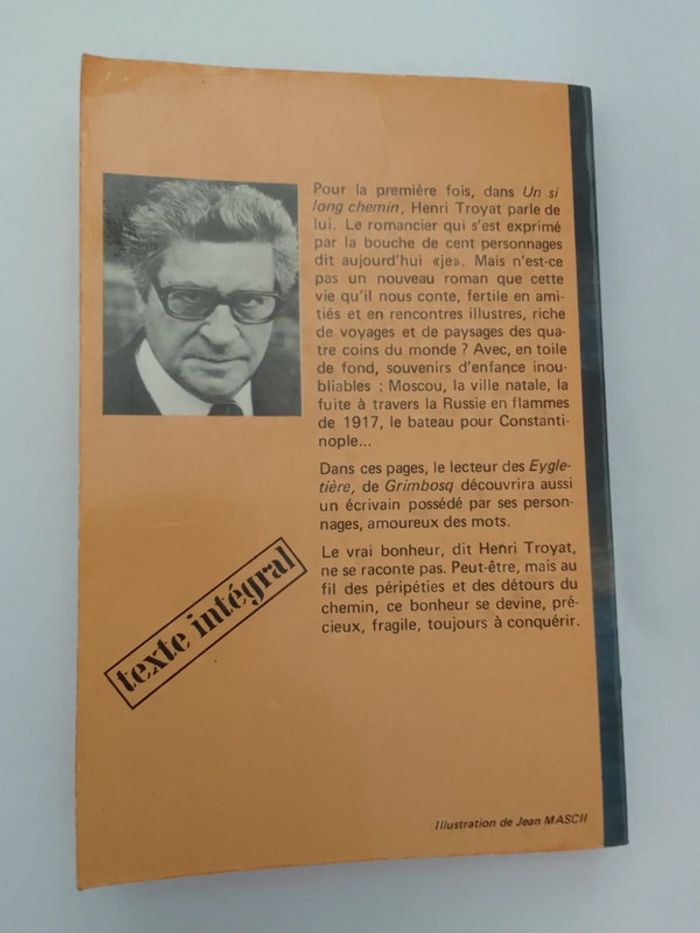 Pour la première fois, dans Un si
long chemin, Henri Troyat parle de
lui. Le romancier qui s'est exprimé
par la bouche de cent personnages
dit aujourd'hui «je». Mais n'est-ce
pas un nouveau roman que cette
vie qu'il nous conte, fertile en ami-
tiés et en rencontres illustres, riche
de voyages et de paysages des qua-
tre coins du monde ? Avec, en toile
de fond, souvenirs d'enfance inou-
bliables : Moscou, la ville natale, la
fuite à travers la Russie en flammes
de 1917, le bateau pour Constanti-
nople...
Dans ces pages, le lecteur des Eygle-
tière, de Grimbosq découvrira aussi
un écrivain possédé par ses person-
nages, amoureux des mots.
Le vrai bonheur, dit Henri Troyat,
ne se raconte pas. Peut-être, mais au
fil des péripéties et des détours du
chemin, ce bonheur se devine, pré-
cieux, fragile, toujours à conquérir.
texte intégral
Illustration de Jean MASCII